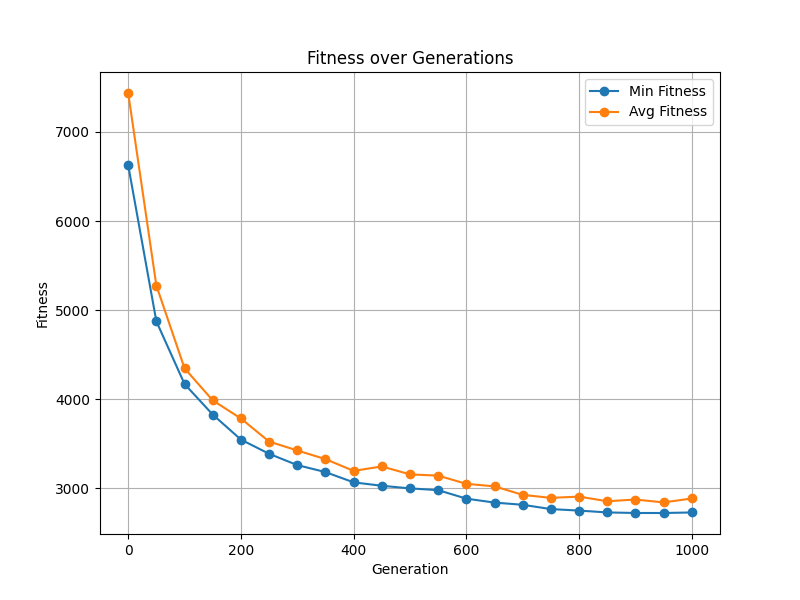 Fitness over Generations
Min Fitness
Avg Fitness
7000
6000
5000
4000
3000
Fitness
0 200 400 600 800 1000
Generation